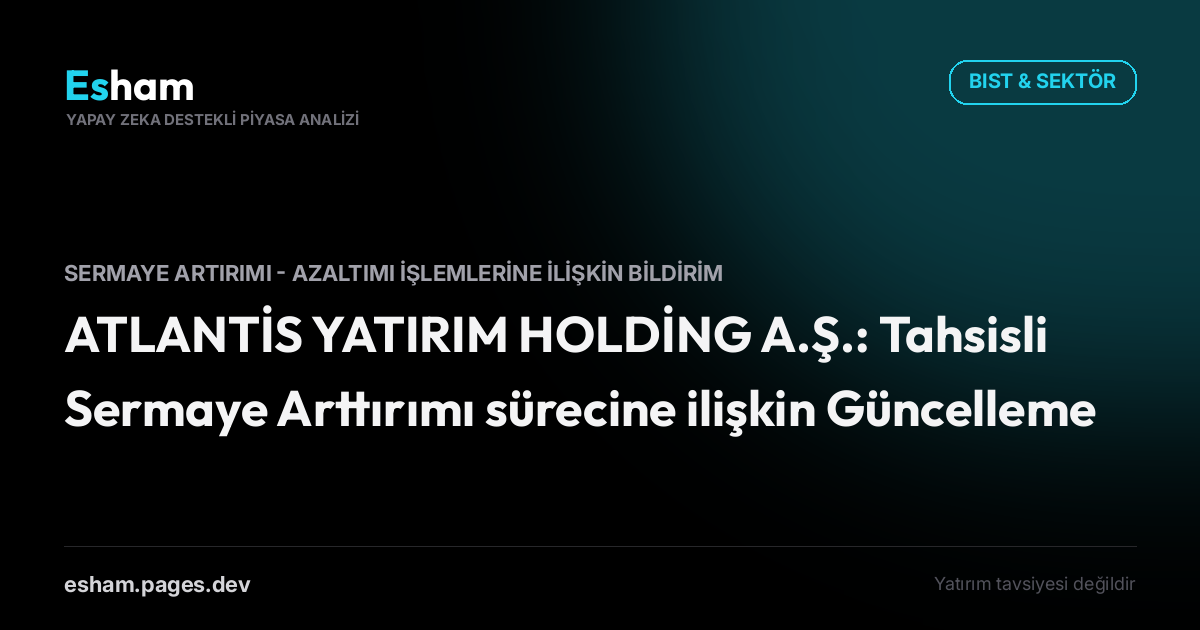 Esham
YAPAY ZEKA DESTEKLİ PİYASA ANALİZİ
BIST & SEKTÖR
SERMAYE ARTIRIMI - AZALTIMI İŞLEMLERİNE İLİŞKİN BİLDİRİM
ATLANTİS YATIRIM HOLDİNG A.Ş.: Tahsisli
Sermaye Arttırımı sürecine ilişkin Güncelleme
esham.pages.dev
Yatırım tavsiyesi değildir